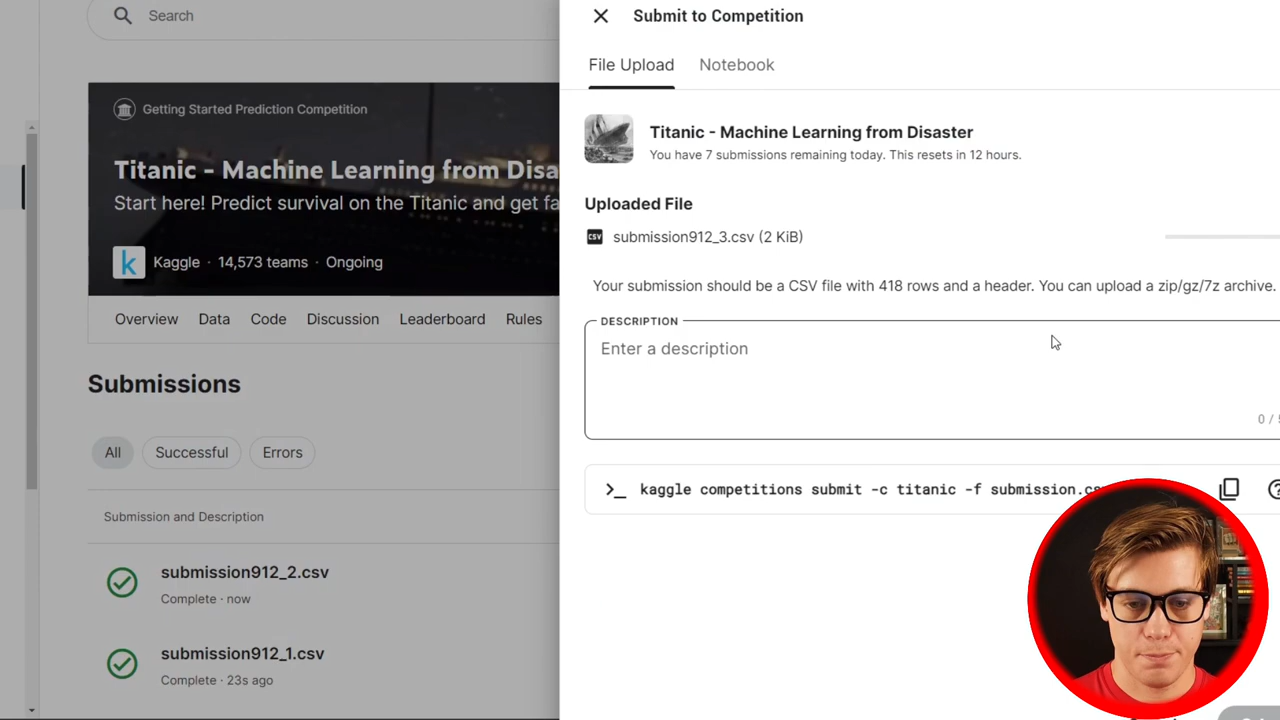 Search
Getting Started Prediction Competition
Titanic - Machine Learning from Disa
Start here! Predict survival on the Titanic and get fa
k
Kaggle · 14,573 teams · Ongoing
Overview Data Code Discussion Leaderboard Rules
Submissions
All Successful Errors
Submission and Description
submission912_2.csv
Complete · now
submission912_1.csv
Complete · 23s ago
Submit to Competition
File Upload Notebook
Titanic - Machine Learning from Disaster
You have 7 submissions remaining today. This resets in 12 hours.
Uploaded File
CSV submission912_3.csv (2 KiB)
Your submission should be a CSV file with 418 rows and a header. You can upload a zip/gz/7z archive.
DESCRIPTION
Enter a description
0 /
>_ kaggle competitions submit -c titanic -f submission.cs